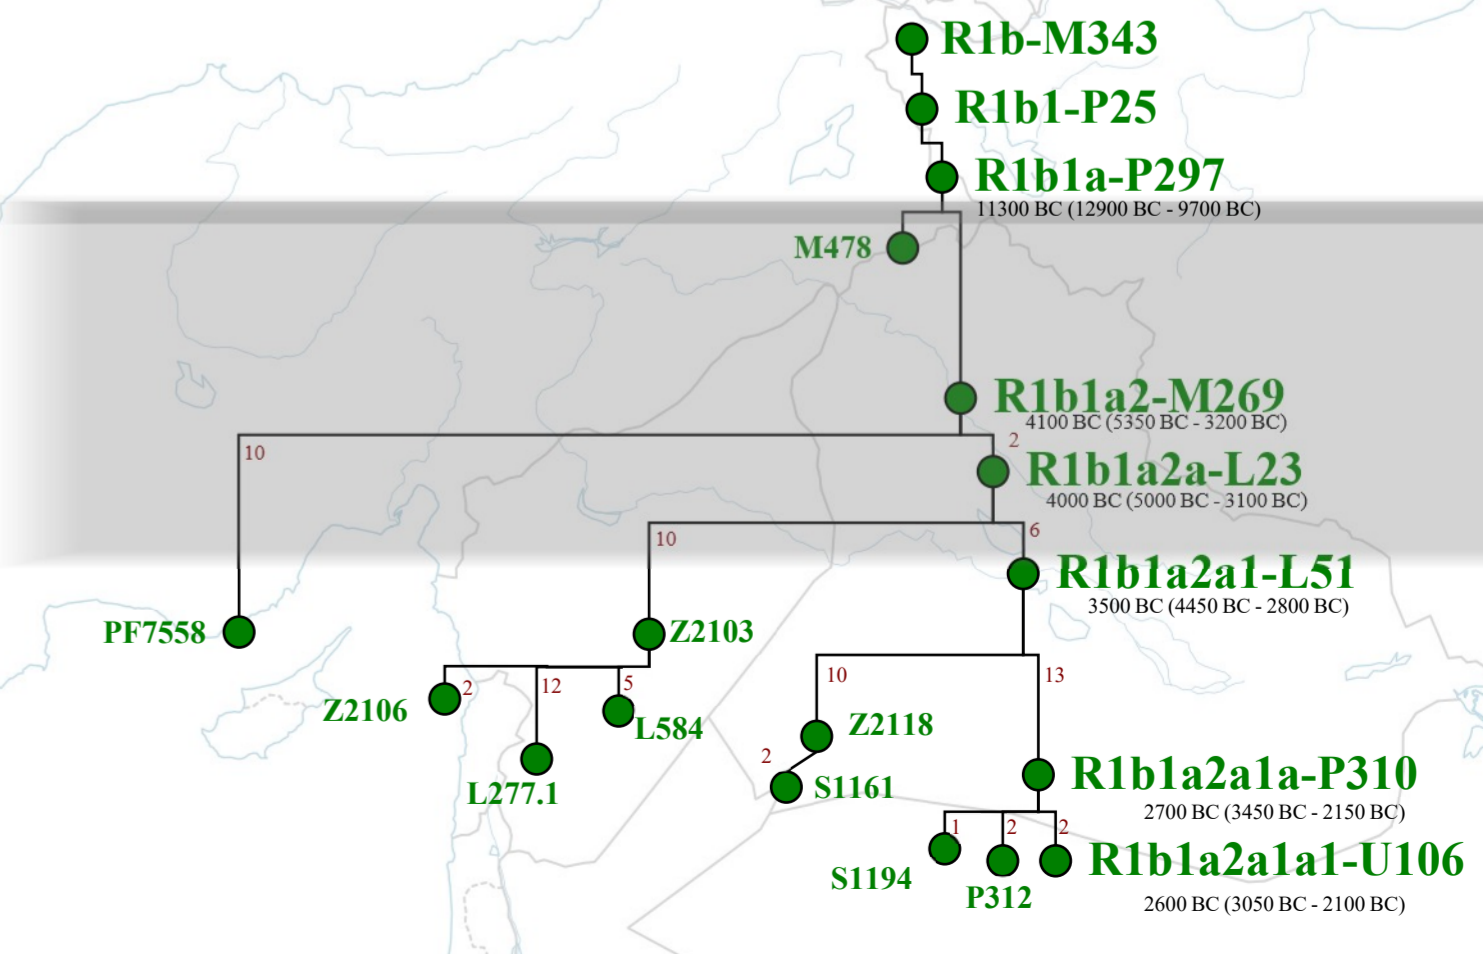 R1b-M343
R1b1-P25
R1b1a-P297
11300 BC (12900 BC - 9700 BC)
M478
R1b1a2-M269
4100 BC (5350 BC - 3200 BC)
10
2
R1b1a2a-L23
4000 BC (5000 BC - 3100 BC)
10
6
R1b1a2a1-L51
3500 BC (4450 BC - 2800 BC)
PF7558
Z2103
2
12
5
10
13
Z2106
L584
Z2118
2
L277.1
S1161
R1b1a2a1a-P310
2700 BC (3450 BC - 2150 BC)
1
2
2
R1b1a2a1a1-U106
S1194
P312
2600 BC (3050 BC - 2100 BC)